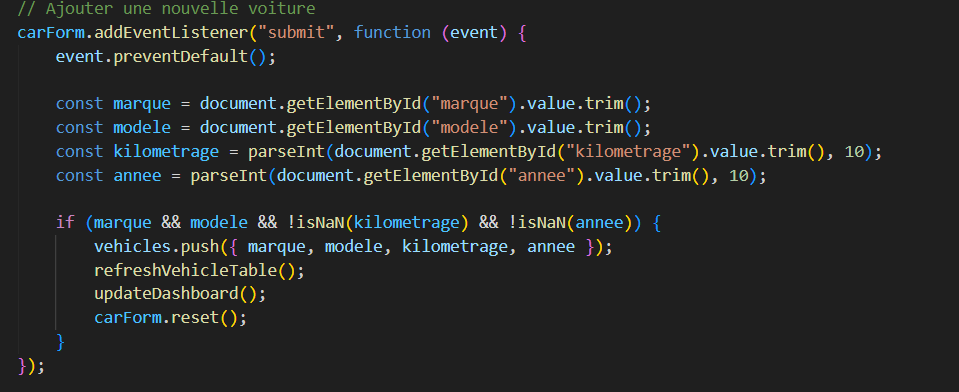 // Ajouter une nouvelle voiture
carForm.addEventListener("submit", function (event) {
    event.preventDefault();

    const marque = document.getElementById("marque").value.trim();
    const modele = document.getElementById("modele").value.trim();
    const kilometrage = parseInt(document.getElementById("kilometrage").value.trim(), 10);
    const annee = parseInt(document.getElementById("annee").value.trim(), 10);

    if (marque && modele && !isNaN(kilometrage) && !isNaN(annee)) {
        vehicles.push({ marque, modele, kilometrage, annee });
        refreshVehicleTable();
        updateDashboard();
        carForm.reset();
    }
});